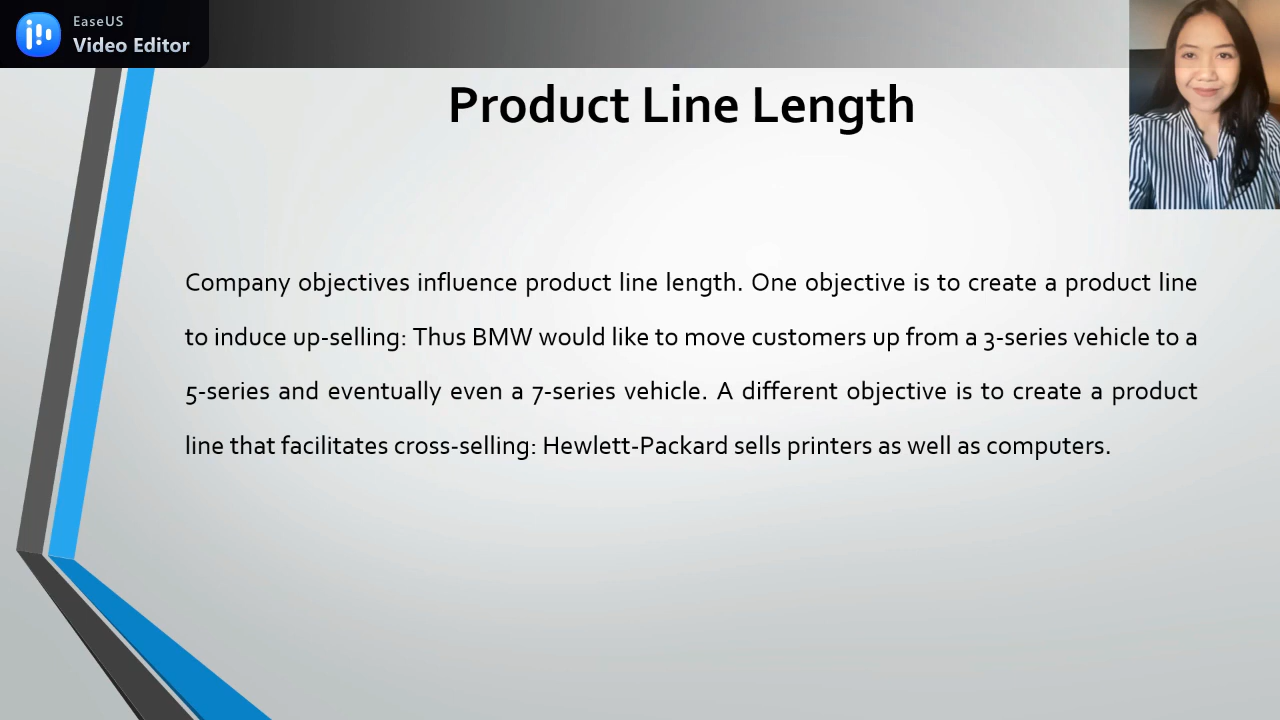 EaseUS
Video Editor
Product Line Length
Company objectives influence product line length. One objective is to create a product line
to induce up-selling: Thus BMW would like to move customers up from a 3-series vehicle to a
5-series and eventually even a 7-series vehicle. A different objective is to create a product
line that facilitates cross-selling: Hewlett-Packard sells printers as well as computers.